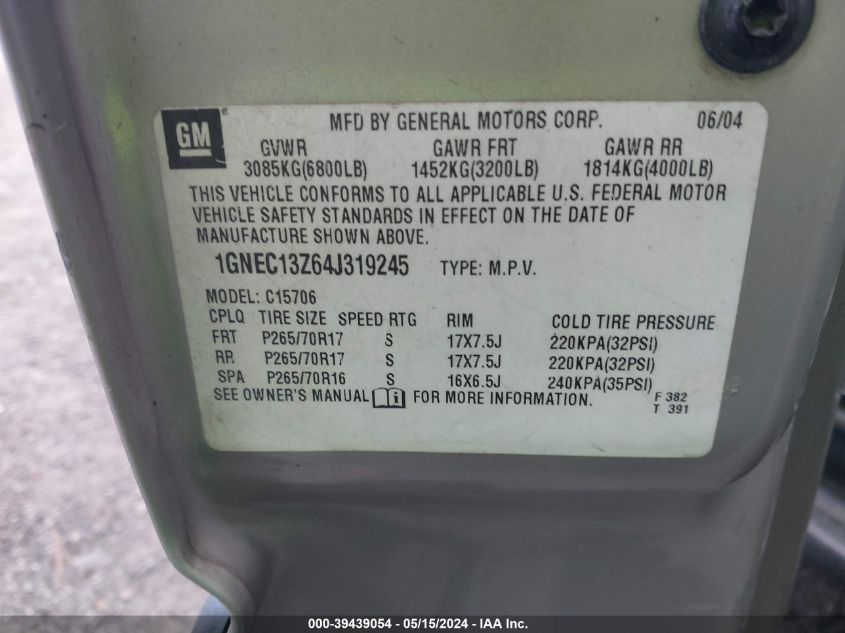 GM
MFD BY GENERAL MOTORS CORP. 06/04
GVWR GAWR FRT GAWR RR
3085KG(6800LB) 1452KG(3200LB) 1814KG(4000LB)
THIS VEHICLE CONFORMS TO ALL APPLICABLE U.S. FEDERAL MOTOR
VEHICLE SAFETY STANDARDS IN EFFECT ON THE DATE OF
MANUFACTURE SHOWN ABOVE.
1GNEC13Z64J319245 TYPE: M.P.V.
MODEL: C15706
CPLQ TIRE SIZE SPEED RTG RIM COLD TIRE PRESSURE
FRT P265/70R17 S 17X7.5J 220KPA(32PSI)
RR P265/70R17 S 17X7.5J 220KPA(32PSI)
SPA P265/70R16 S 16X6.5J 240KPA(35PSI)
SEE OWNER'S MANUAL i FOR MORE INFORMATION.
F 382
T 391
000-39439054 - 05/15/2024 - IAA Inc.